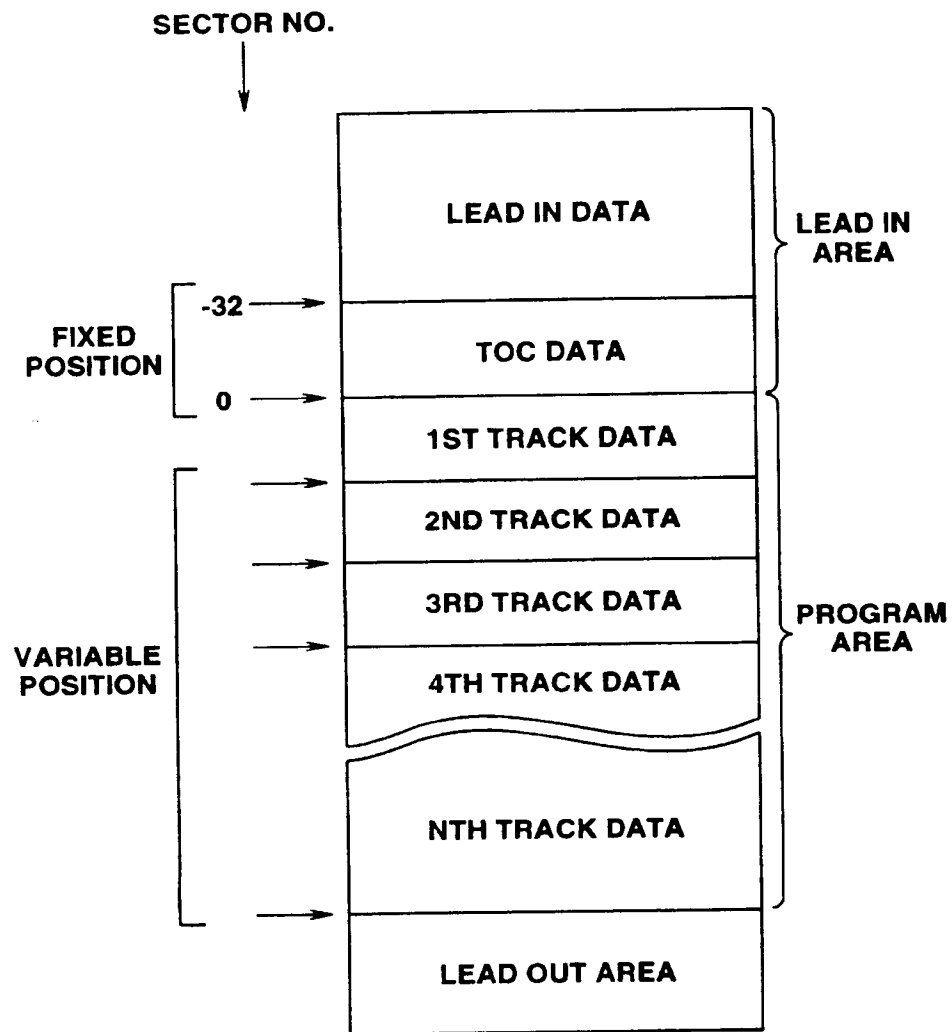 SECTOR NO.
LEAD IN DATA
LEAD IN
AREA
-32
FIXED
POSITION
TOC DATA
0
1ST TRACK DATA
2ND TRACK DATA
3RD TRACK DATA
PROGRAM
AREA
VARIABLE
POSITION
4TH TRACK DATA
NTH TRACK DATA
LEAD OUT AREA